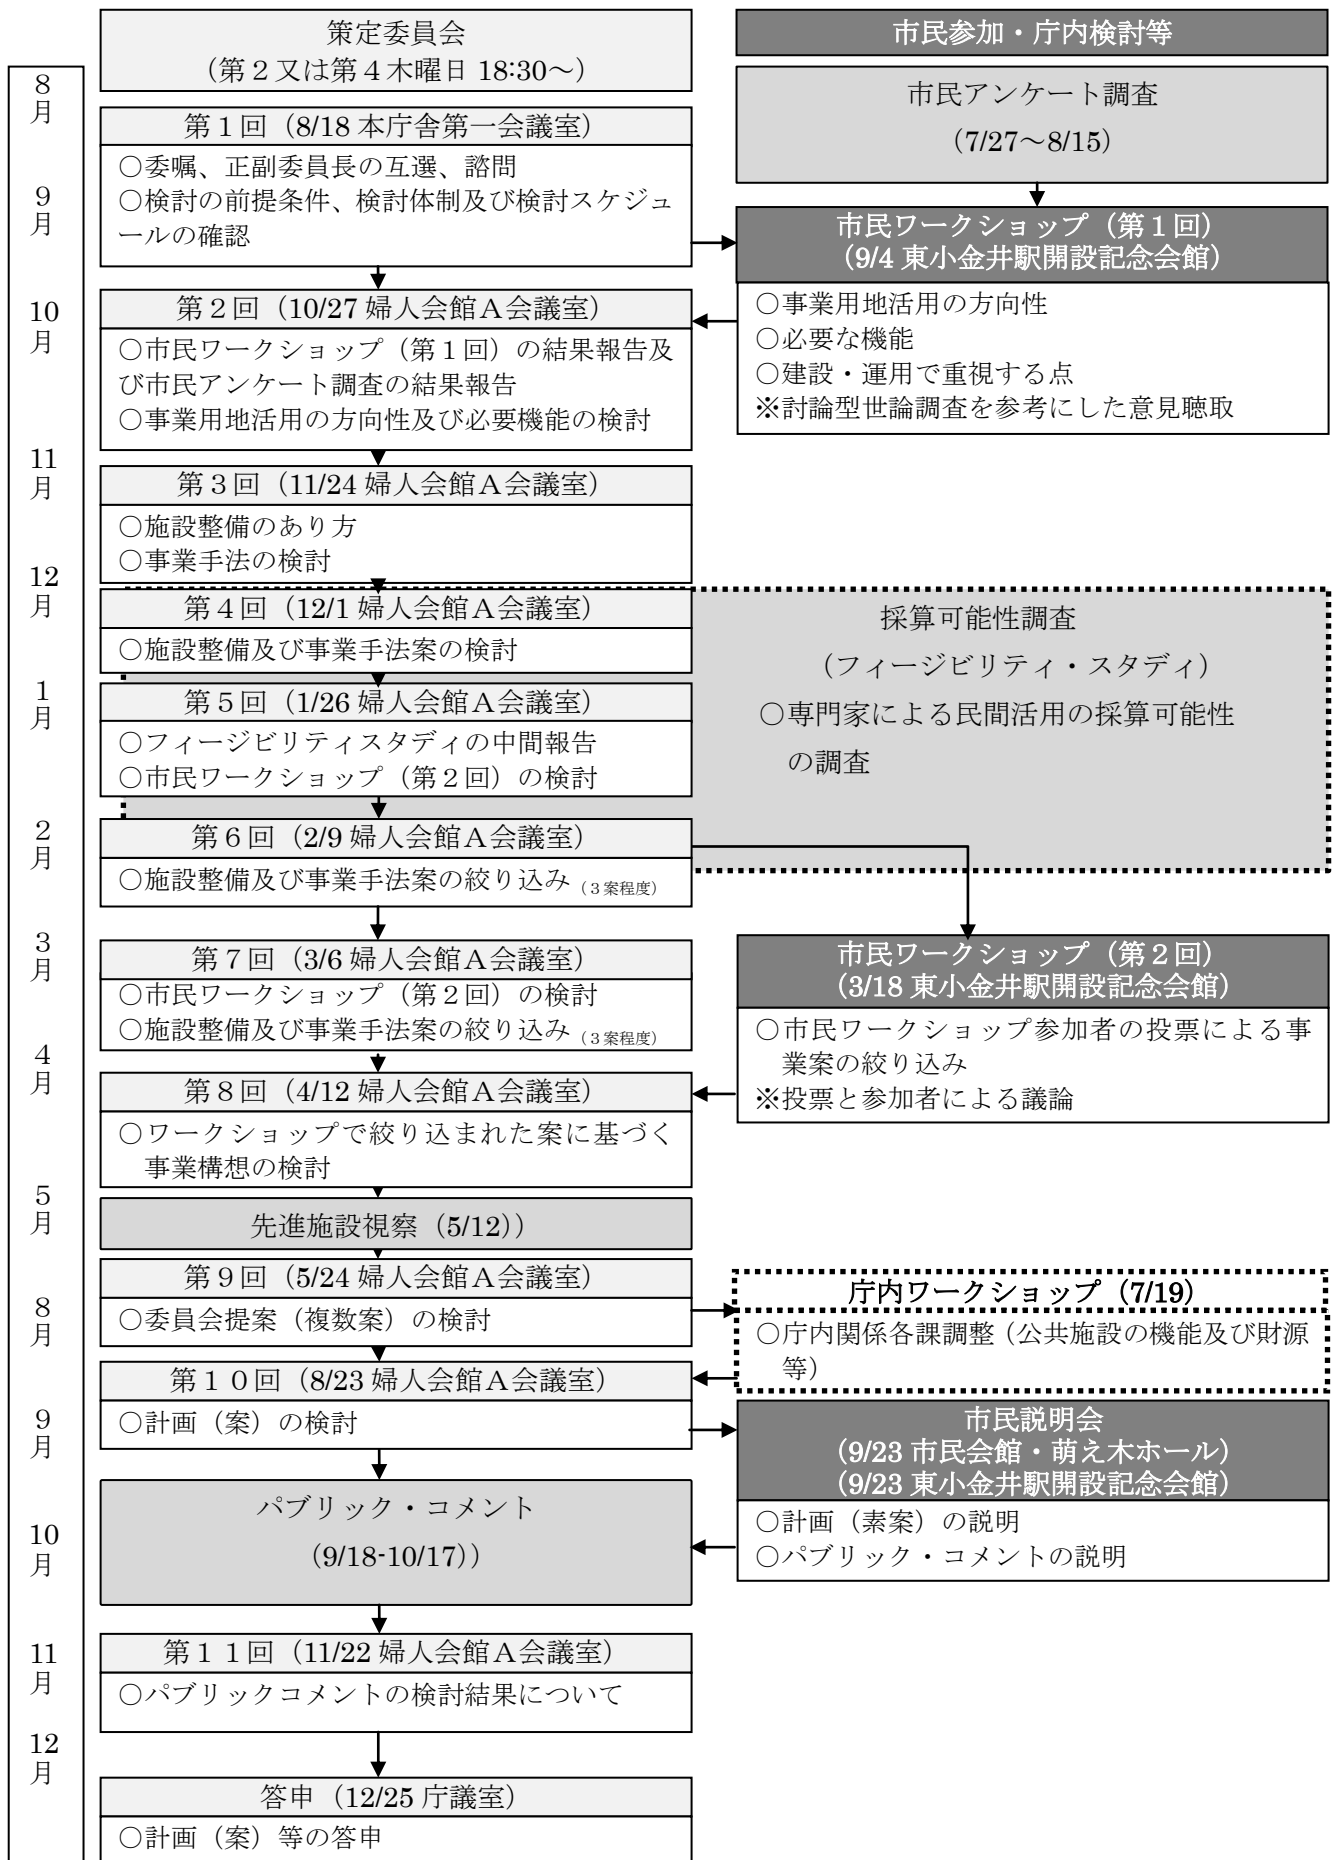 策定委員会
（第２又は第４木曜日 18:30～）
8
月
9
月
10
月
11
月
12
月
1
月
2
月
3
月
4
月
5
月
8
月
9
月
10
月
11
月
12
月
第１回（8/18 本庁舎第一会議室）
○委嘱、正副委員長の互選、諮問
○検討の前提条件、検討体制及び検討スケジュ
ールの確認
第２回（10/27 婦人会館Ａ会議室）
○市民ワークショップ（第１回）の結果報告及
び市民アンケート調査の結果報告
○事業用地活用の方向性及び必要機能の検討
第３回（11/24 婦人会館Ａ会議室）
○施設整備のあり方
○事業手法の検討
第４回（12/1 婦人会館Ａ会議室）
○施設整備及び事業手法案の検討
第５回（1/26 婦人会館Ａ会議室）
○フィージビリティスタディの中間報告
○市民ワークショップ（第２回）の検討
第６回（2/9 婦人会館Ａ会議室）
○施設整備及び事業手法案の絞り込み（３案程度）
第７回（3/6 婦人会館Ａ会議室）
○市民ワークショップ（第２回）の検討
○施設整備及び事業手法案の絞り込み（３案程度）
第８回（4/12 婦人会館Ａ会議室）
○ワークショップで絞り込まれた案に基づく
事業構想の検討
先進施設視察（5/12)）
第９回（5/24 婦人会館Ａ会議室）
○委員会提案（複数案）の検討
第１０回（8/23 婦人会館Ａ会議室）
○計画（案）の検討
パブリック・コメント
（9/18-10/17)）
第１１回（11/22 婦人会館Ａ会議室）
○パブリックコメントの検討結果について
答申（12/25 庁議室）
○計画（案）等の答申
市民参加・庁内検討等
市民アンケート調査
（7/27～8/15）
市民ワークショップ（第１回）
（9/4 東小金井駅開設記念会館）
○事業用地活用の方向性
○必要な機能
○建設・運用で重視する点
※討論型世論調査を参考にした意見聴取
採算可能性調査
（フィージビリティ・スタディ）
○専門家による民間活用の採算可能性
の調査
市民ワークショップ（第２回）
（3/18 東小金井駅開設記念会館）
○市民ワークショップ参加者の投票による事
業案の絞り込み
※投票と参加者による議論
庁内ワークショップ（7/19）
○庁内関係各課調整（公共施設の機能及び財源
等）
市民説明会
（9/23 市民会館・萌え木ホール）
（9/23 東小金井駅開設記念会館）
○計画（素案）の説明
○パブリック・コメントの説明